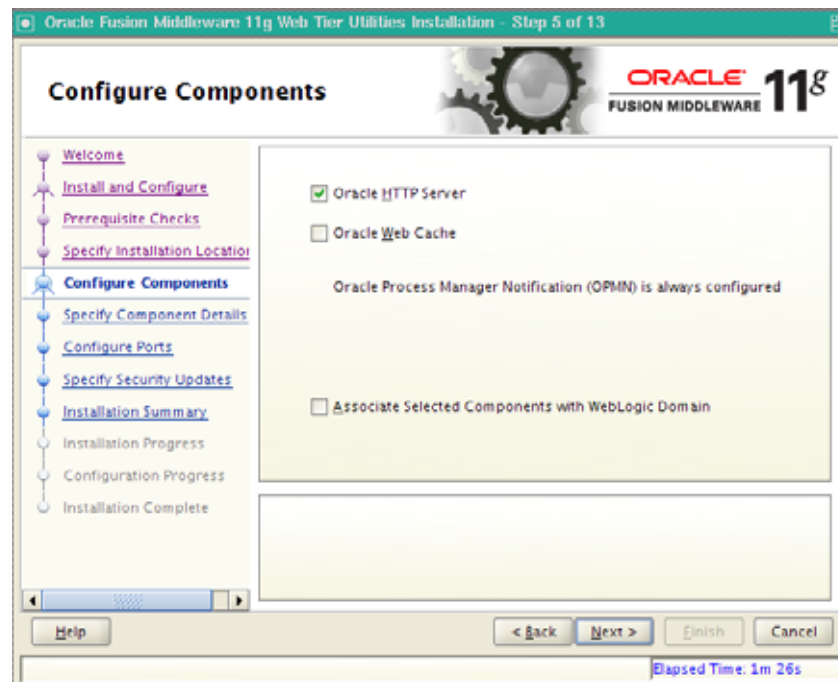 Oracle Fusion Middleware 11g Web Tier Utilities Installation - Step 5 of 13
Configure Components
ORACLE
FUSION MIDDLEWARE 11g
Welcome
Install and Configure
Prerequisite Checks
Specify Installation Location
Configure Components
Specify Component Details
Configure Ports
Specify Security Updates
Installation Summary
Installation Progress
Configuration Progress
Installation Complete
Oracle HTTP Server
Oracle Web Cache
Oracle Process Manager Notification (OPMN) is always configured
Associate Selected Components with WebLogic Domain
Help
< Back
Next >
Finish
Cancel
Elapsed Time: 1m 26s